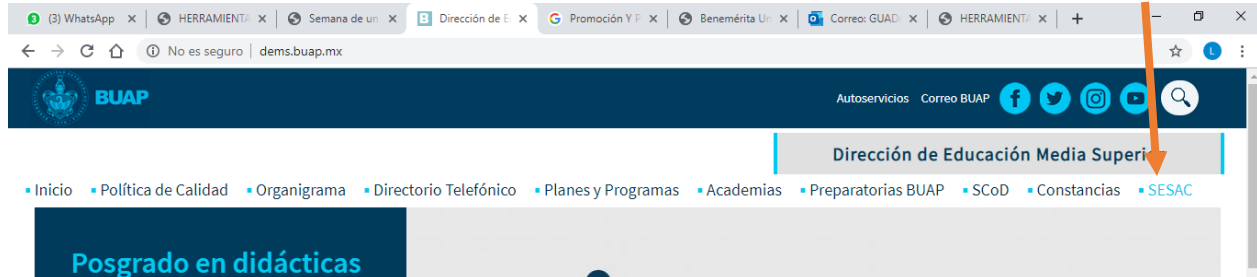 (3) WhatsApp
HERRAMIENTA
Semana de un
Dirección de E
Promoción Y P
Benemérita Un
Correo: GUAD
HERRAMIENTA
No es seguro | dems.buap.mx
L
BUAP
Autoservicios Correo BUAP
Dirección de Educación Media Superior
Inicio Política de Calidad Organigrama Directorio Telefónico Planes y Programas Academias Preparatorias BUAP SCoD Constancias SESAC
Posgrado en didácticas